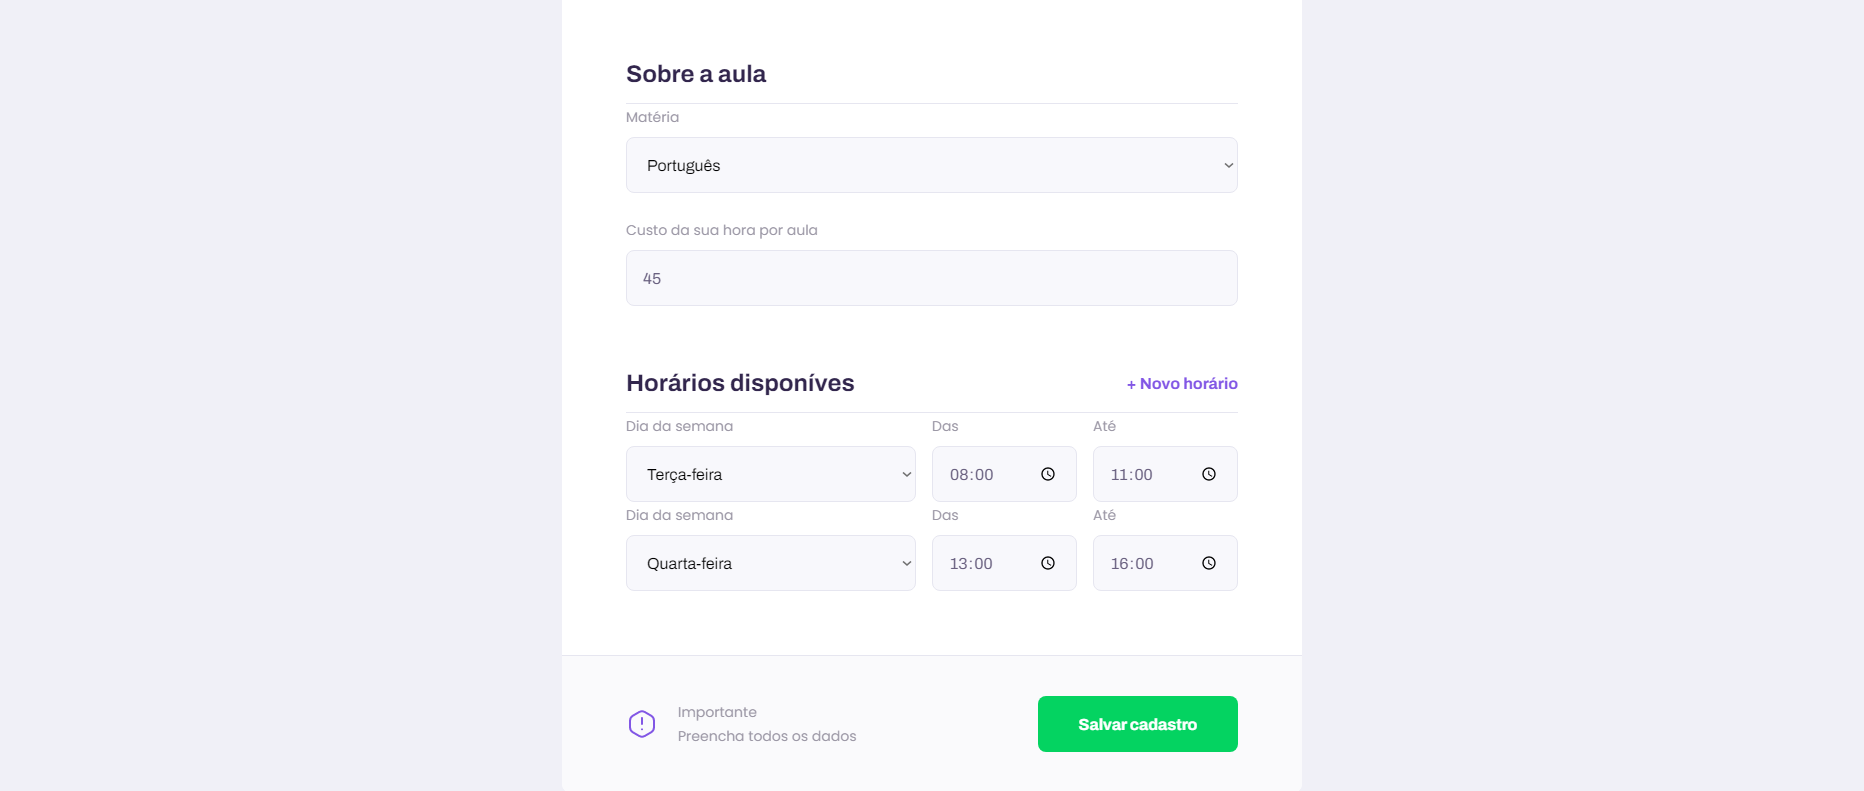 Sobre a aula
Matéria
Português
Custo da sua hora por aula
45
Horários disponíves
+ Novo horário
Dia da semana Das Até
Terça-feira 08:00 11:00
Dia da semana Das Até
Quarta-feira 13:00 16:00
Importante
Preencha todos os dados
Salvar cadastro